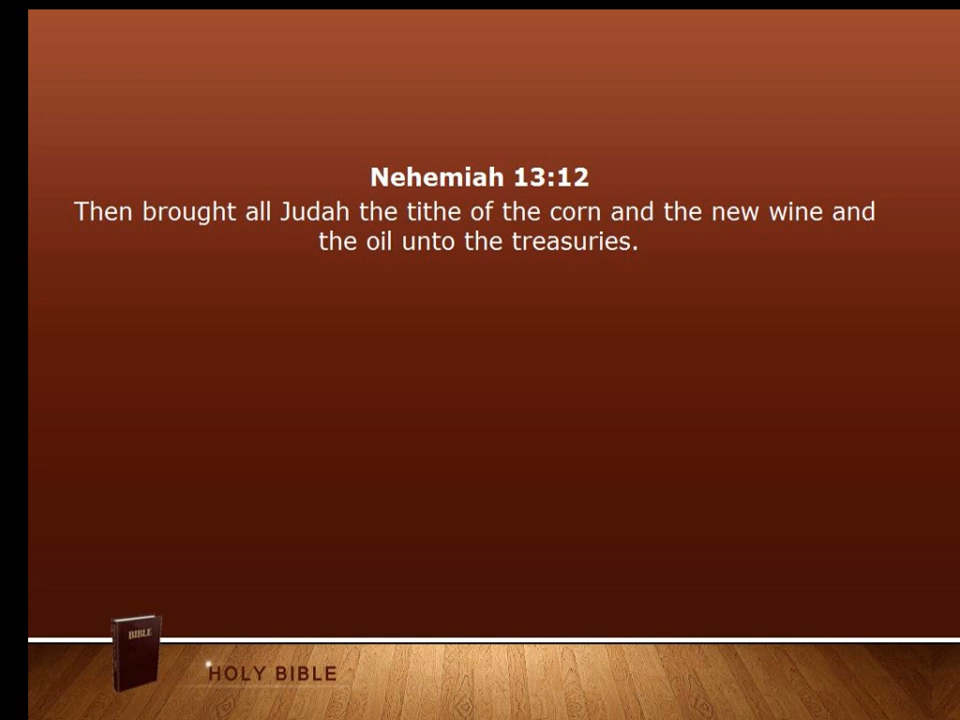 Nehemiah 13:12
Then brought all Judah the tithe of the corn and the new wine and
the oil unto the treasuries.
BIBLE
HOLY BIBLE